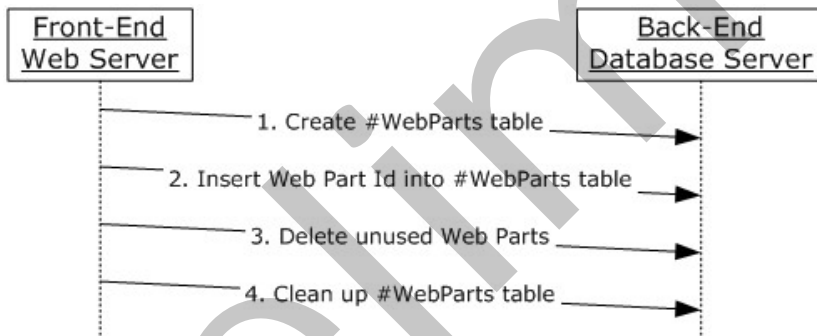 Front-End
Web Server
Back-End
Database Server
1. Create #WebParts table
2. Insert Web Part Id into #WebParts table
3. Delete unused Web Parts
4. Clean up #WebParts table